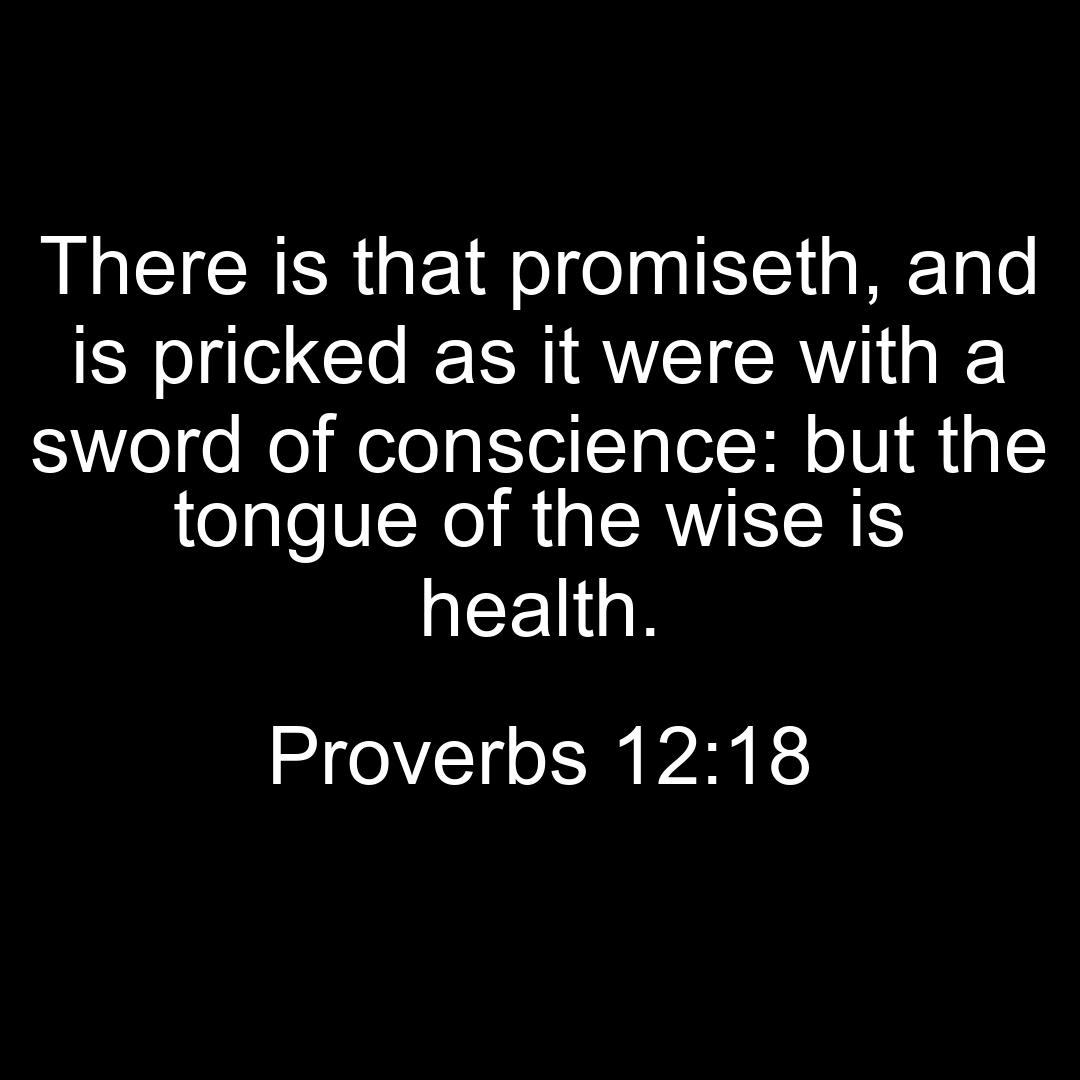 There is that promiseth, and
is pricked as it were with a
sword of conscience: but the
tongue of the wise is
health.
Proverbs 12:18